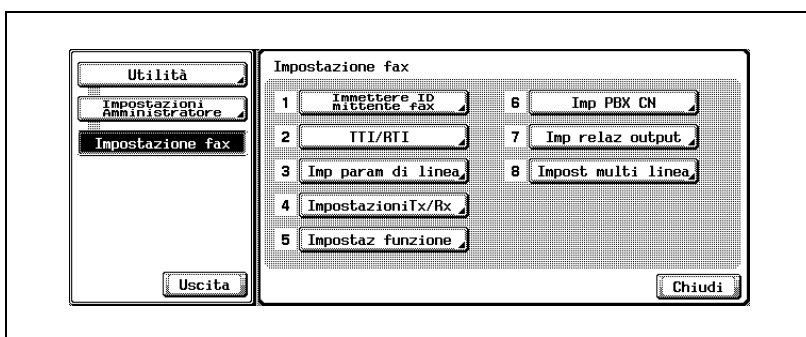 Utilità
Impostazioni
Amministratore
Impostazione fax
Uscita
Impostazione fax
1 Immettere ID
mittente fax
2 TTI/RTI
3 Imp param di linea
4 ImpostazioniTx/Rx
5 Impostaz funzione
6 Imp PBX CN
7 Imp relaz output
8 Impost multi linea
Chiudi